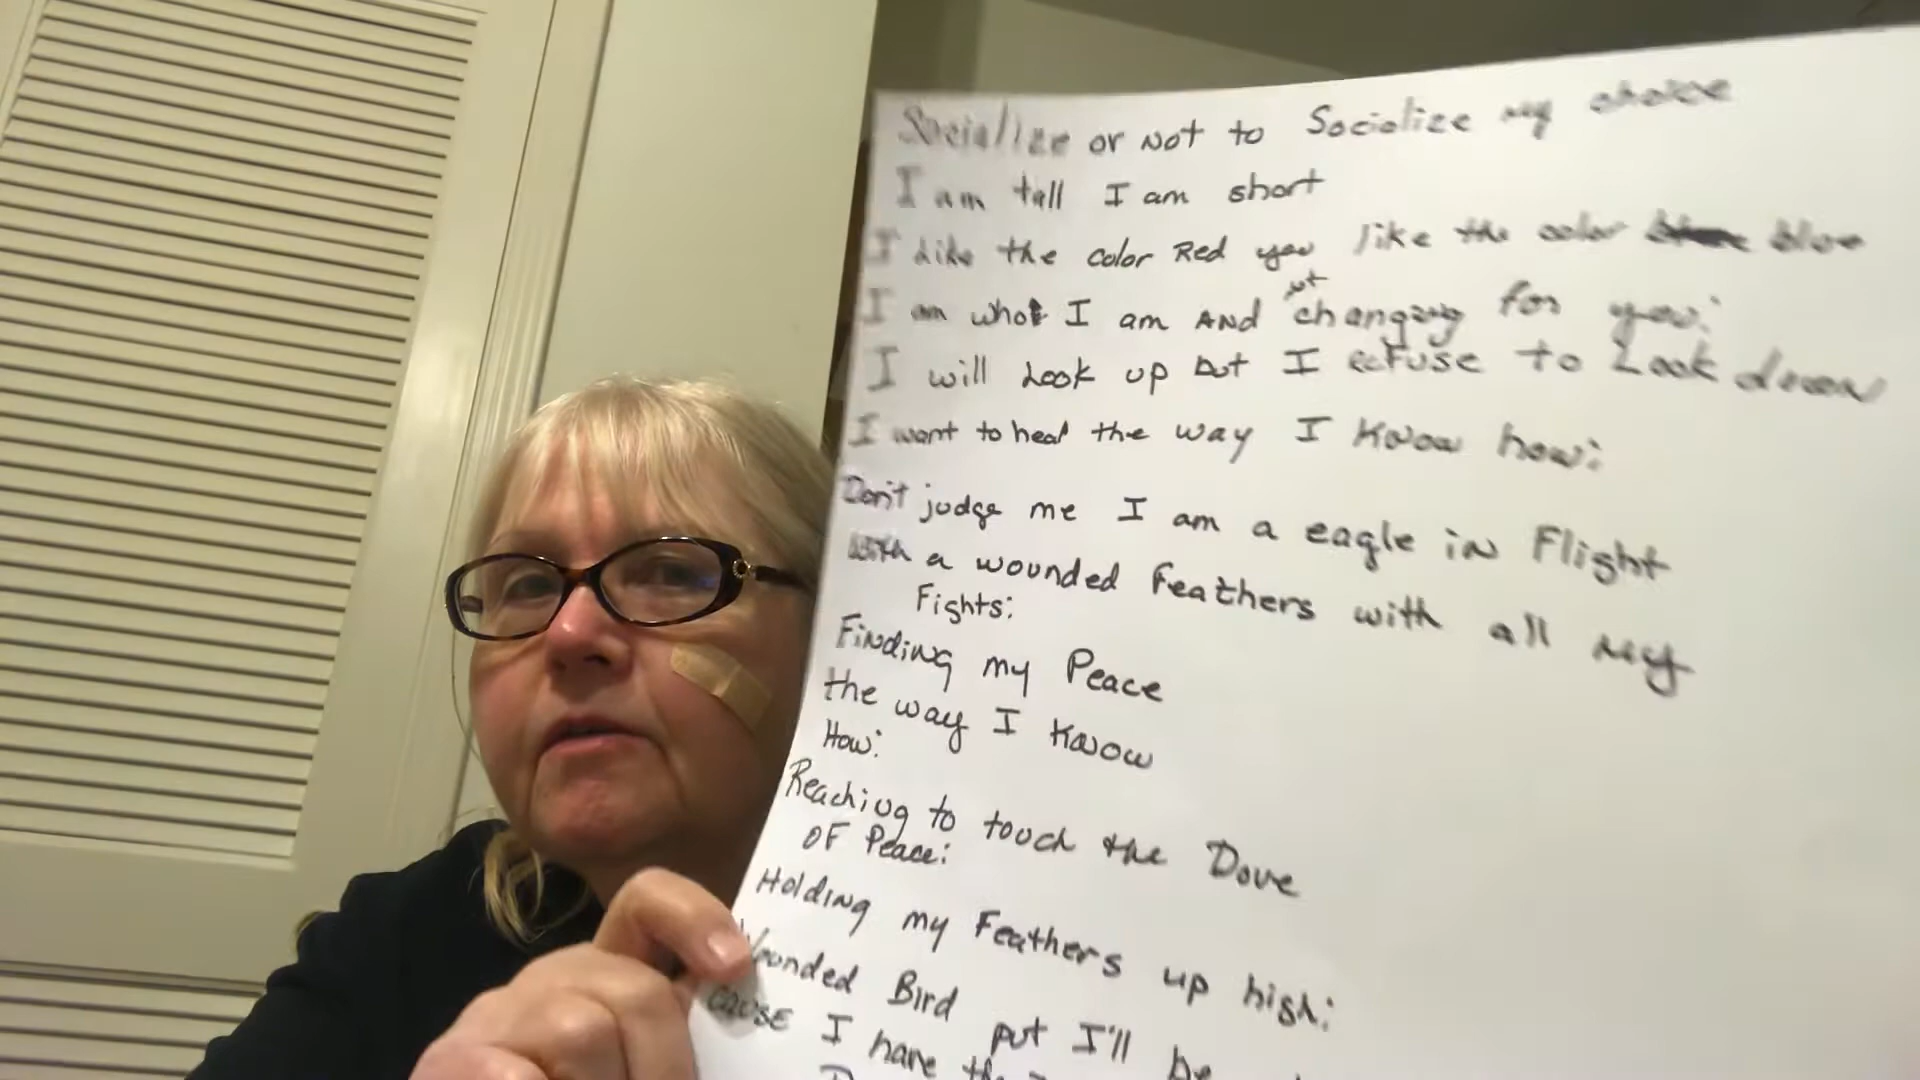 Socialize or Not to Socialize my choice
I am tall I am short
I Like the color Red you like the color blue
I am who I am AND not changing for you:
I will Look up but I refuse to Look down
I want to heal the way I Know how:
Don't judge me I am a eagle in Flight
With a wounded Feathers with all my
Fights:
Finding my Peace
the way I Know
How:
Reaching to touch the Dove
OF Peace:
Holding my Feathers up high:
Wounded Bird put I'll be
cause I have the